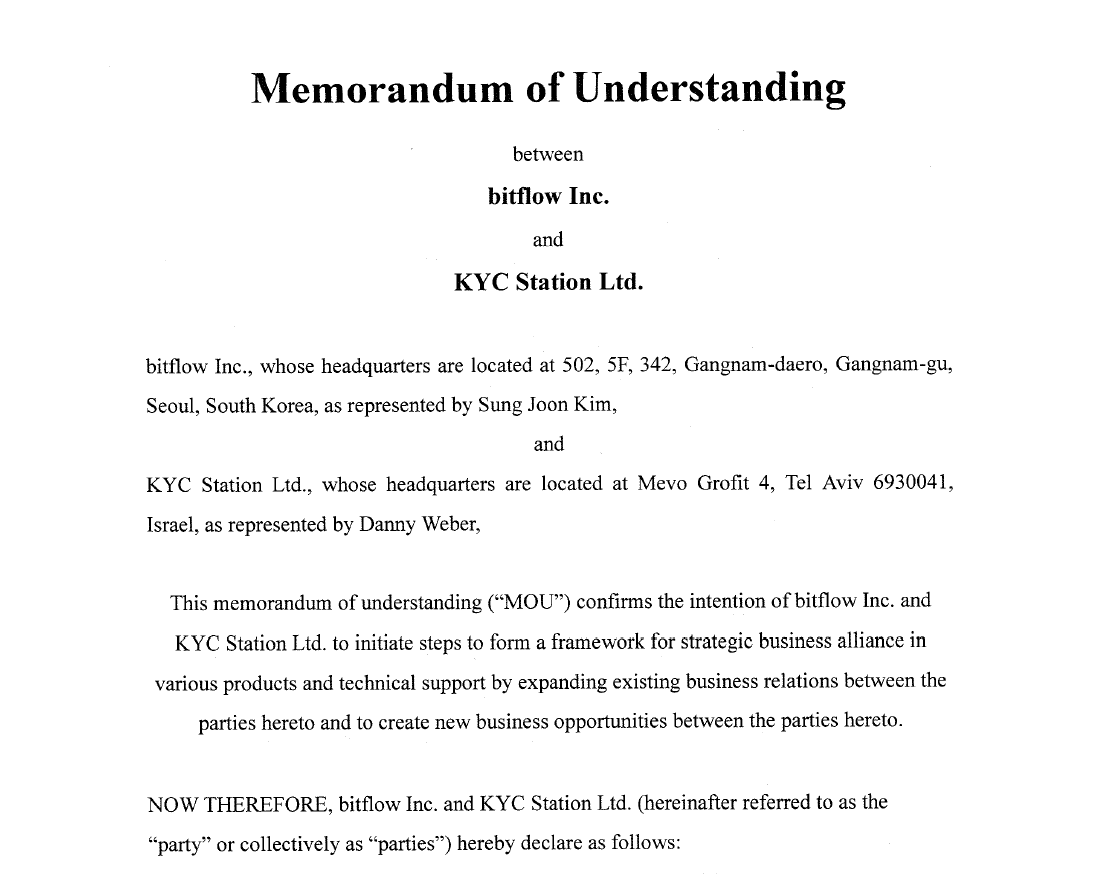 Memorandum of Understanding
between
bitflow Inc.
and
KYC Station Ltd.
bitflow Inc., whose headquarters are located at 502, 5F, 342, Gangnam-daero, Gangnam-gu,
Seoul, South Korea, as represented by Sung Joon Kim,
and
KYC Station Ltd., whose headquarters are located at Mevo Grofit 4, Tel Aviv 6930041,
Israel, as represented by Danny Weber,
This memorandum of understanding (“MOU”) confirms the intention of bitflow Inc. and
KYC Station Ltd. to initiate steps to form a framework for strategic business alliance in
various products and technical support by expanding existing business relations between the
parties hereto and to create new business opportunities between the parties hereto.
NOW THEREFORE, bitflow Inc. and KYC Station Ltd. (hereinafter referred to as the
“party” or collectively as “parties”) hereby declare as follows: